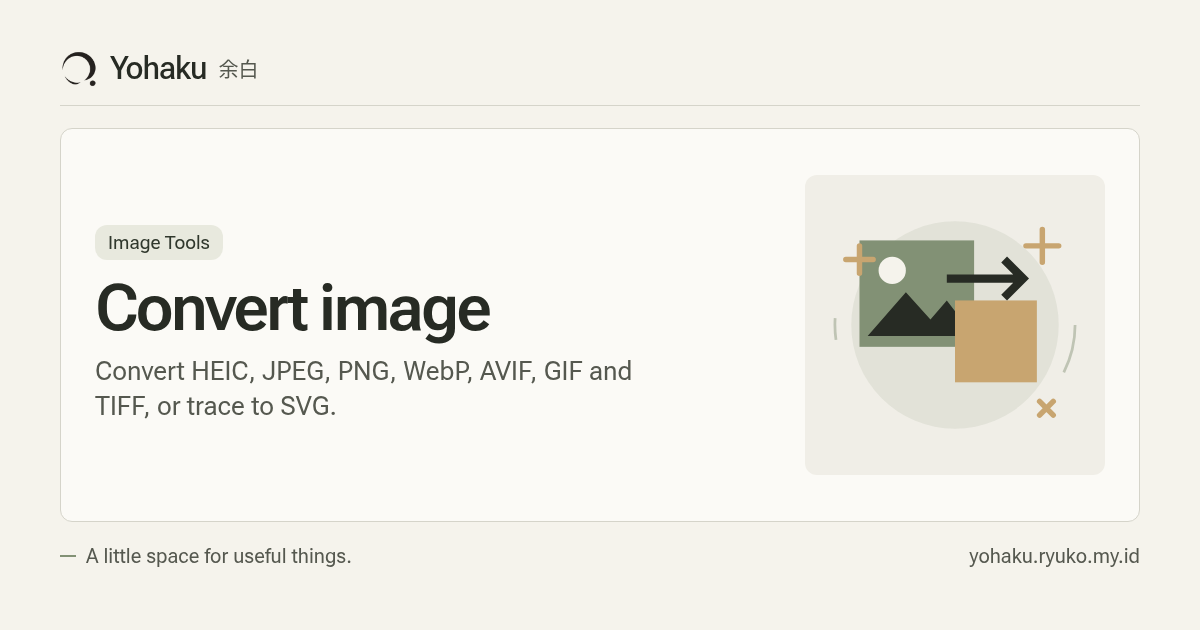 Yohaku 余白
Image Tools
Convert image
Convert HEIC, JPEG, PNG, WebP, AVIF, GIF and
TIFF, or trace to SVG.
— A little space for useful things.
yohaku.ryuko.my.id